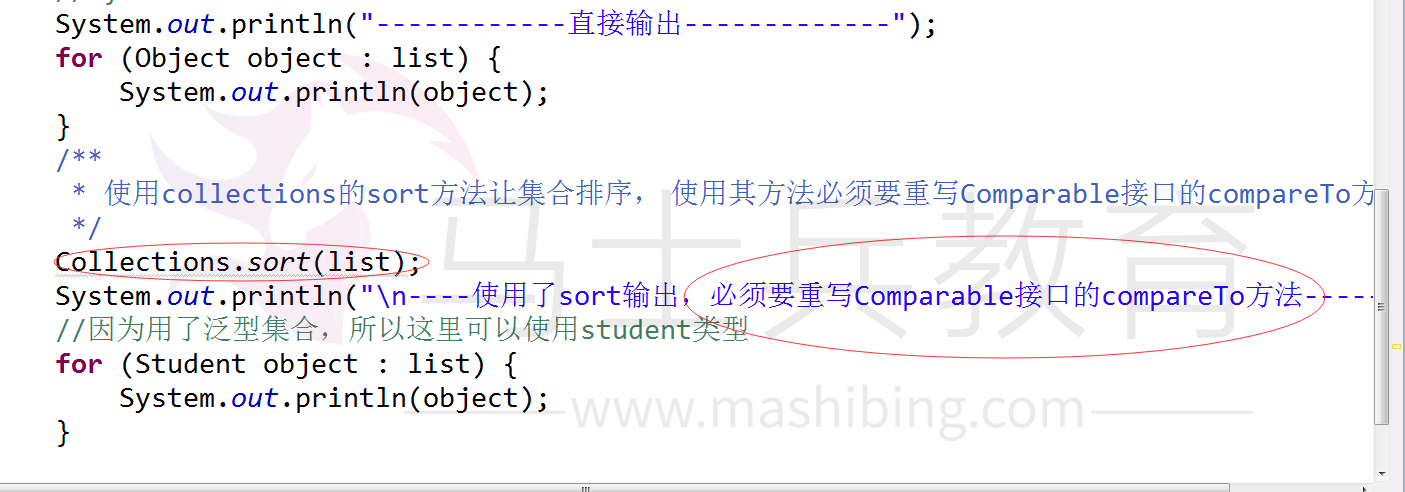 System.out.println("------------直接输出-------------");
for (Object object : list) {
System.out.println(object);
}
/**
* 使用collections的sort方法让集合排序， 使用其方法必须要重写Comparable接口的compareTo方
*/
Collections.sort(list);
System.out.println("\n----使用了sort输出，必须要重写Comparable接口的compareTo方法-----
//因为用了泛型集合，所以这里可以使用student类型
for (Student object : list) {
System.out.println(object);
}
马士兵教育
www.mashibing.com